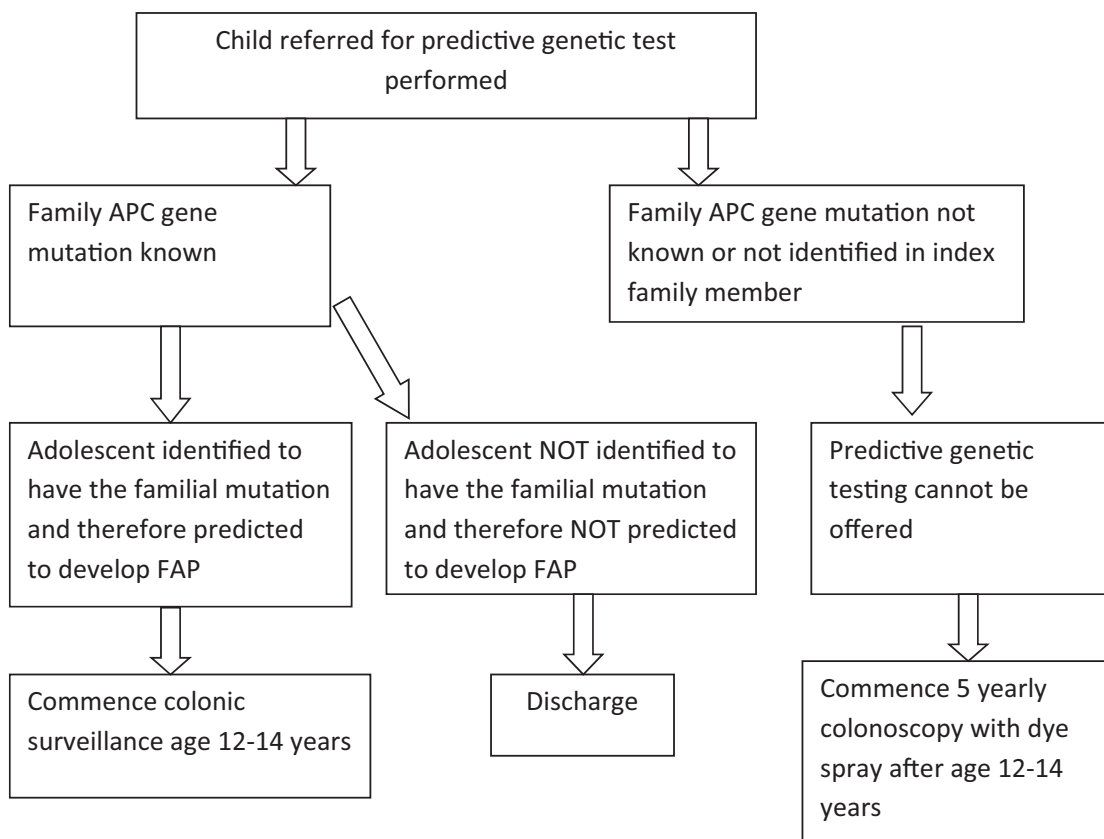 Child referred for predictive genetic test
performed
Family APC gene
mutation known
Family APC gene mutation not
known or not identified in index
family member
Adolescent identified to
have the familial mutation
and therefore predicted
to develop FAP
Adolescent NOT identified to
have the familial mutation
and therefore NOT predicted
to develop FAP
Predictive genetic
testing cannot be
offered
Commence colonic
surveillance age 12-14 years
Discharge
Commence 5 yearly
colonoscopy with dye
spray after age 12-14
years